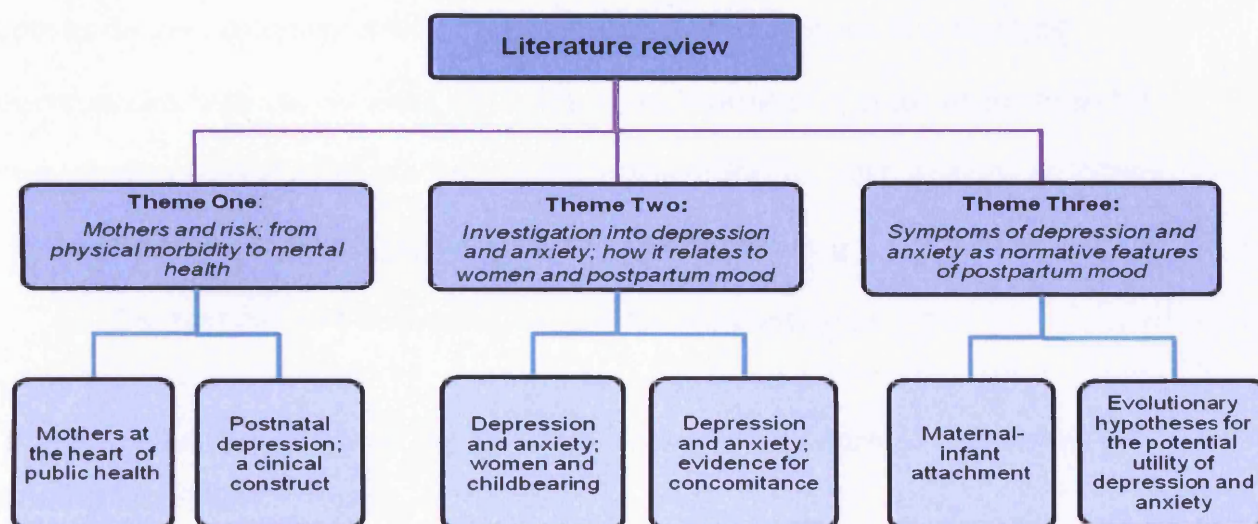 Literature review
Theme One:
Mothers and risk; from
physical morbidity to mental
health
Theme Two:
Investigation into depression
and anxiety; how it relates to
women and postpartum mood
Theme Three:
Symptoms of depression and
anxiety as normative features
of postpartum mood
Mothers at
the heart of
public health
Postnatal
depression;
a cinical
construct
Depression
and anxiety;
women and
childbearing
Depression
and anxiety;
evidence for
concomitance
Maternal-
infant
attachment
Evolutionary
hypotheses for
the potential
utility of
depression and
anxiety